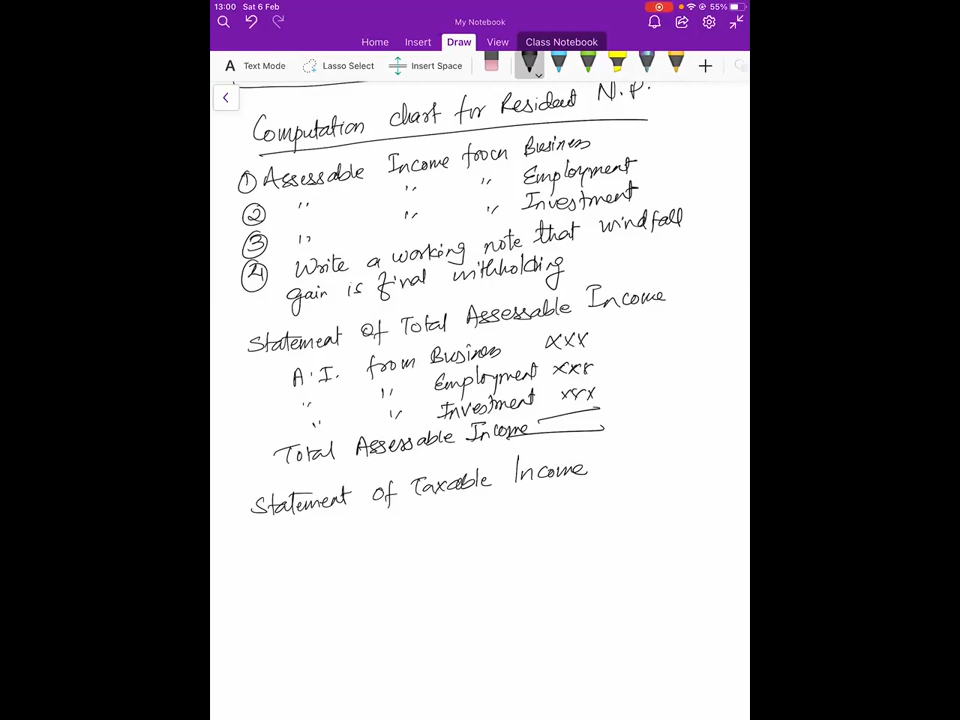 13:00 Sat 6 Feb 55%
My Notebook
Home Insert Draw View Class Notebook
A Text Mode Lasso Select Insert Space
Computation chart for Resident N.P.
① Assessable Income from Business
② " " " Employment
③ " " " Investment
④ Write a working note that windfall
gain is final withholding
Statement Of Total Assessable Income
A.I. from Business xxx
" " Employment xxx
" " Investment xxx
Total Assessable Income
Statement Of Taxable Income